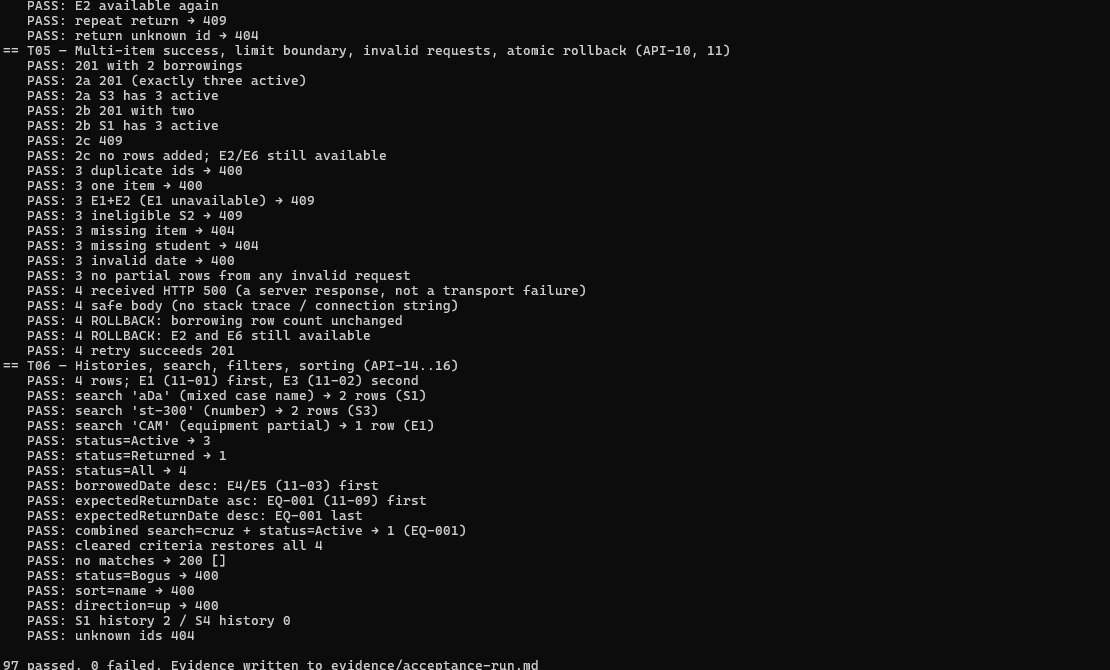 PASS: E2 available again
PASS: repeat return → 409
PASS: return unknown id → 404
== T05 — Multi-item success, limit boundary, invalid requests, atomic rollback (API-10, 11)
PASS: 201 with 2 borrowings
PASS: 2a 201 (exactly three active)
PASS: 2a S3 has 3 active
PASS: 2b 201 with two
PASS: 2b S1 has 3 active
PASS: 2c 409
PASS: 2c no rows added; E2/E6 still available
PASS: 3 duplicate ids → 400
PASS: 3 one item → 400
PASS: 3 E1+E2 (E1 unavailable) → 409
PASS: 3 ineligible S2 → 409
PASS: 3 missing item → 404
PASS: 3 missing student → 404
PASS: 3 invalid date → 400
PASS: 3 no partial rows from any invalid request
PASS: 4 received HTTP 500 (a server response, not a transport failure)
PASS: 4 safe body (no stack trace / connection string)
PASS: 4 ROLLBACK: borrowing row count unchanged
PASS: 4 ROLLBACK: E2 and E6 still available
PASS: 4 retry succeeds 201
== T06 — Histories, search, filters, sorting (API-14..16)
PASS: 4 rows; E1 (11-01) first, E3 (11-02) second
PASS: search 'aDa' (mixed case name) → 2 rows (S1)
PASS: search 'st-300' (number) → 2 rows (S3)
PASS: search 'CAM' (equipment partial) → 1 row (E1)
PASS: status=Active → 3
PASS: status=Returned → 1
PASS: status=All → 4
PASS: borrowedDate desc: E4/E5 (11-03) first
PASS: expectedReturnDate asc: EQ-001 (11-09) first
PASS: expectedReturnDate desc: EQ-001 last
PASS: combined search=cruz + status=Active → 1 (EQ-001)
PASS: cleared criteria restores all 4
PASS: no matches → 200 []
PASS: status=Bogus → 400
PASS: sort=name → 400
PASS: direction=up → 400
PASS: S1 history 2 / S4 history 0
PASS: unknown ids 404
97 passed, 0 failed. Evidence written to evidence/acceptance-run.md